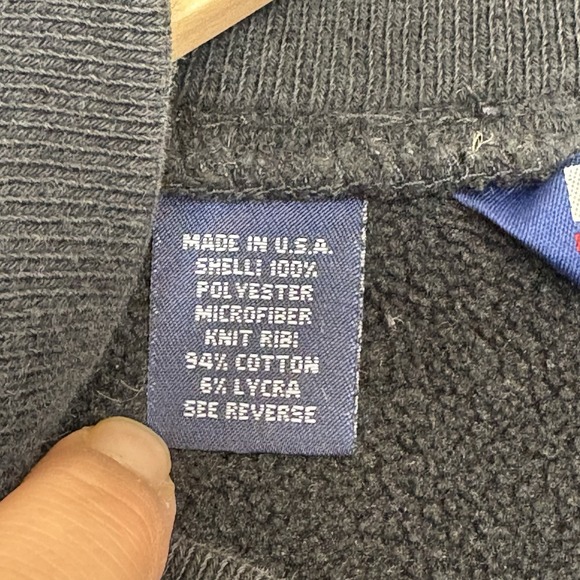 MADE IN U.S.A.
SHELL: 100%
POLYESTER
MICROFIBER
KNIT RIB:
94% COTTON
6% LYCRA
SEE REVERSE